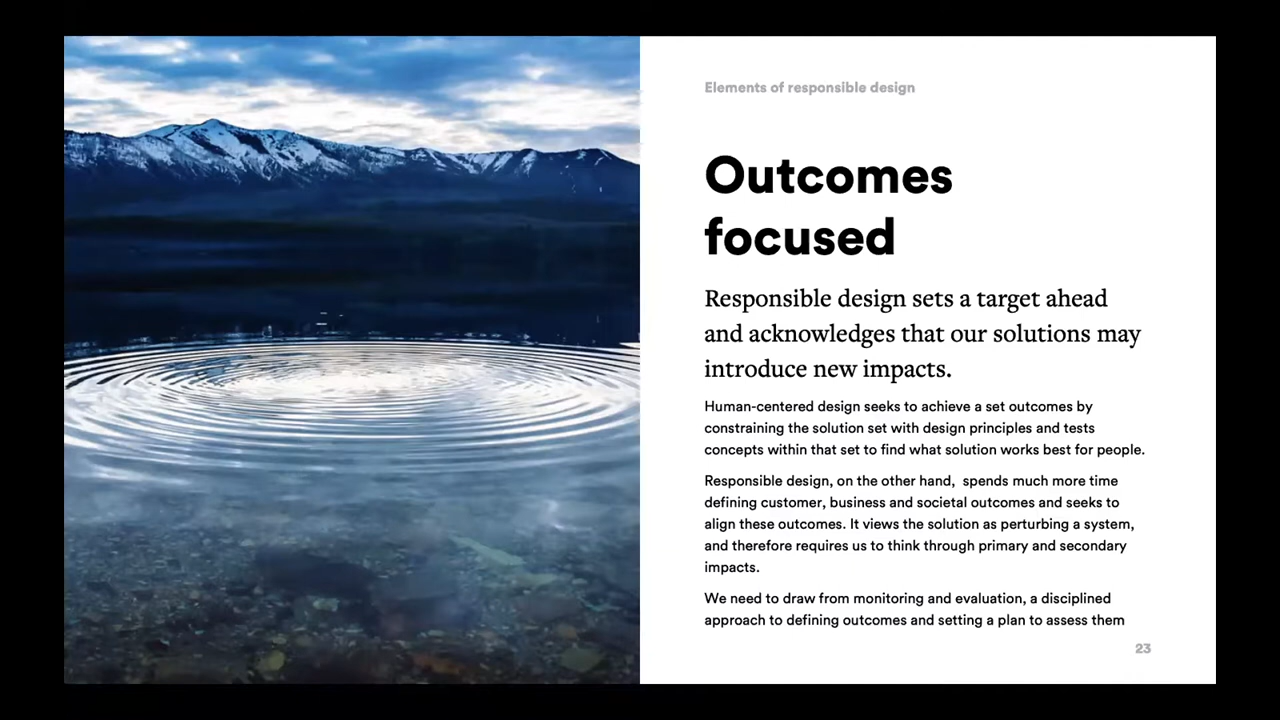 Elements of responsible design
Outcomes
focused
Responsible design sets a target ahead
and acknowledges that our solutions may
introduce new impacts.
Human-centered design seeks to achieve a set outcomes by
constraining the solution set with design principles and tests
concepts within that set to find what solution works best for people.
Responsible design, on the other hand,  spends much more time
defining customer, business and societal outcomes and seeks to
align these outcomes. It views the solution as perturbing a system,
and therefore requires us to think through primary and secondary
impacts.
We need to draw from monitoring and evaluation, a disciplined
approach to defining outcomes and setting a plan to assess them
23